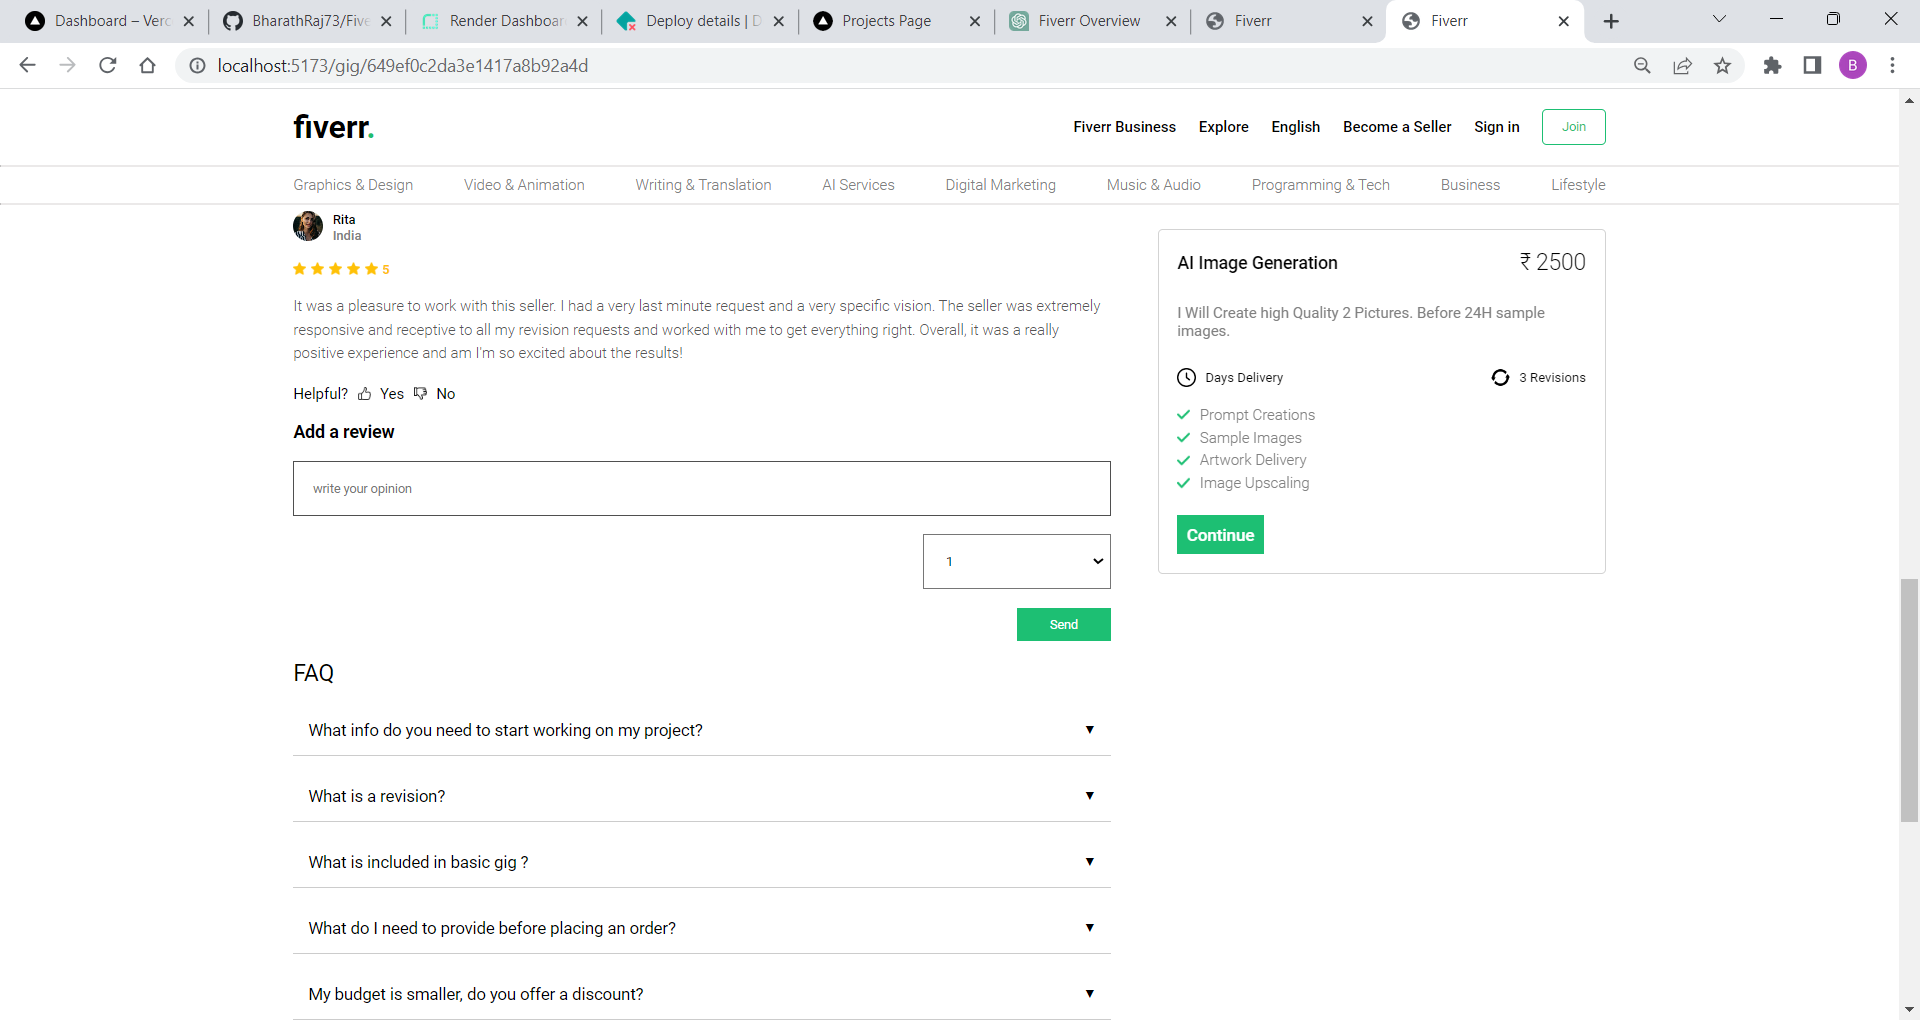 Dashboard – Verc
BharathRaj73/Five
Render Dashboar
Deploy details | D
Projects Page
Fiverr Overview
Fiverr
Fiverr
localhost:5173/gig/649ef0c2da3e1417a8b92a4d
B
fiverr.
Fiverr Business
Explore
English
Become a Seller
Sign in
Join
Graphics & Design
Video & Animation
Writing & Translation
AI Services
Digital Marketing
Music & Audio
Programming & Tech
Business
Lifestyle
Rita
India
5
It was a pleasure to work with this seller. I had a very last minute request and a very specific vision. The seller was extremely
responsive and receptive to all my revision requests and worked with me to get everything right. Overall, it was a really
positive experience and am I'm so excited about the results!
Helpful? Yes No
Add a review
write your opinion
1
Send
AI Image Generation
₹ 2500
I Will Create high Quality 2 Pictures. Before 24H sample
images.
Days Delivery
3 Revisions
Prompt Creations
Sample Images
Artwork Delivery
Image Upscaling
Continue
FAQ
What info do you need to start working on my project?
What is a revision?
What is included in basic gig ?
What do I need to provide before placing an order?
My budget is smaller, do you offer a discount?